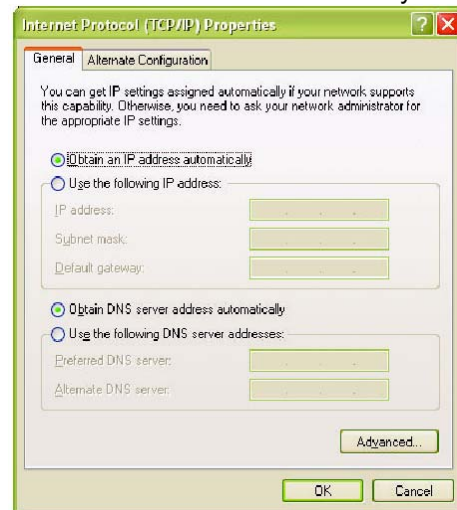 Internet Protocol (TCP/IP) Properties
General Alternate Configuration
You can get IP settings assigned automatically if your network supports
this capability. Otherwise, you need to ask your network administrator for
the appropriate IP settings.
Obtain an IP address automatically
Use the following IP address:
IP address:
Subnet mask:
Default gateway:
Obtain DNS server address automatically
Use the following DNS server addresses:
Preferred DNS server:
Alternate DNS server:
Advanced...
OK Cancel